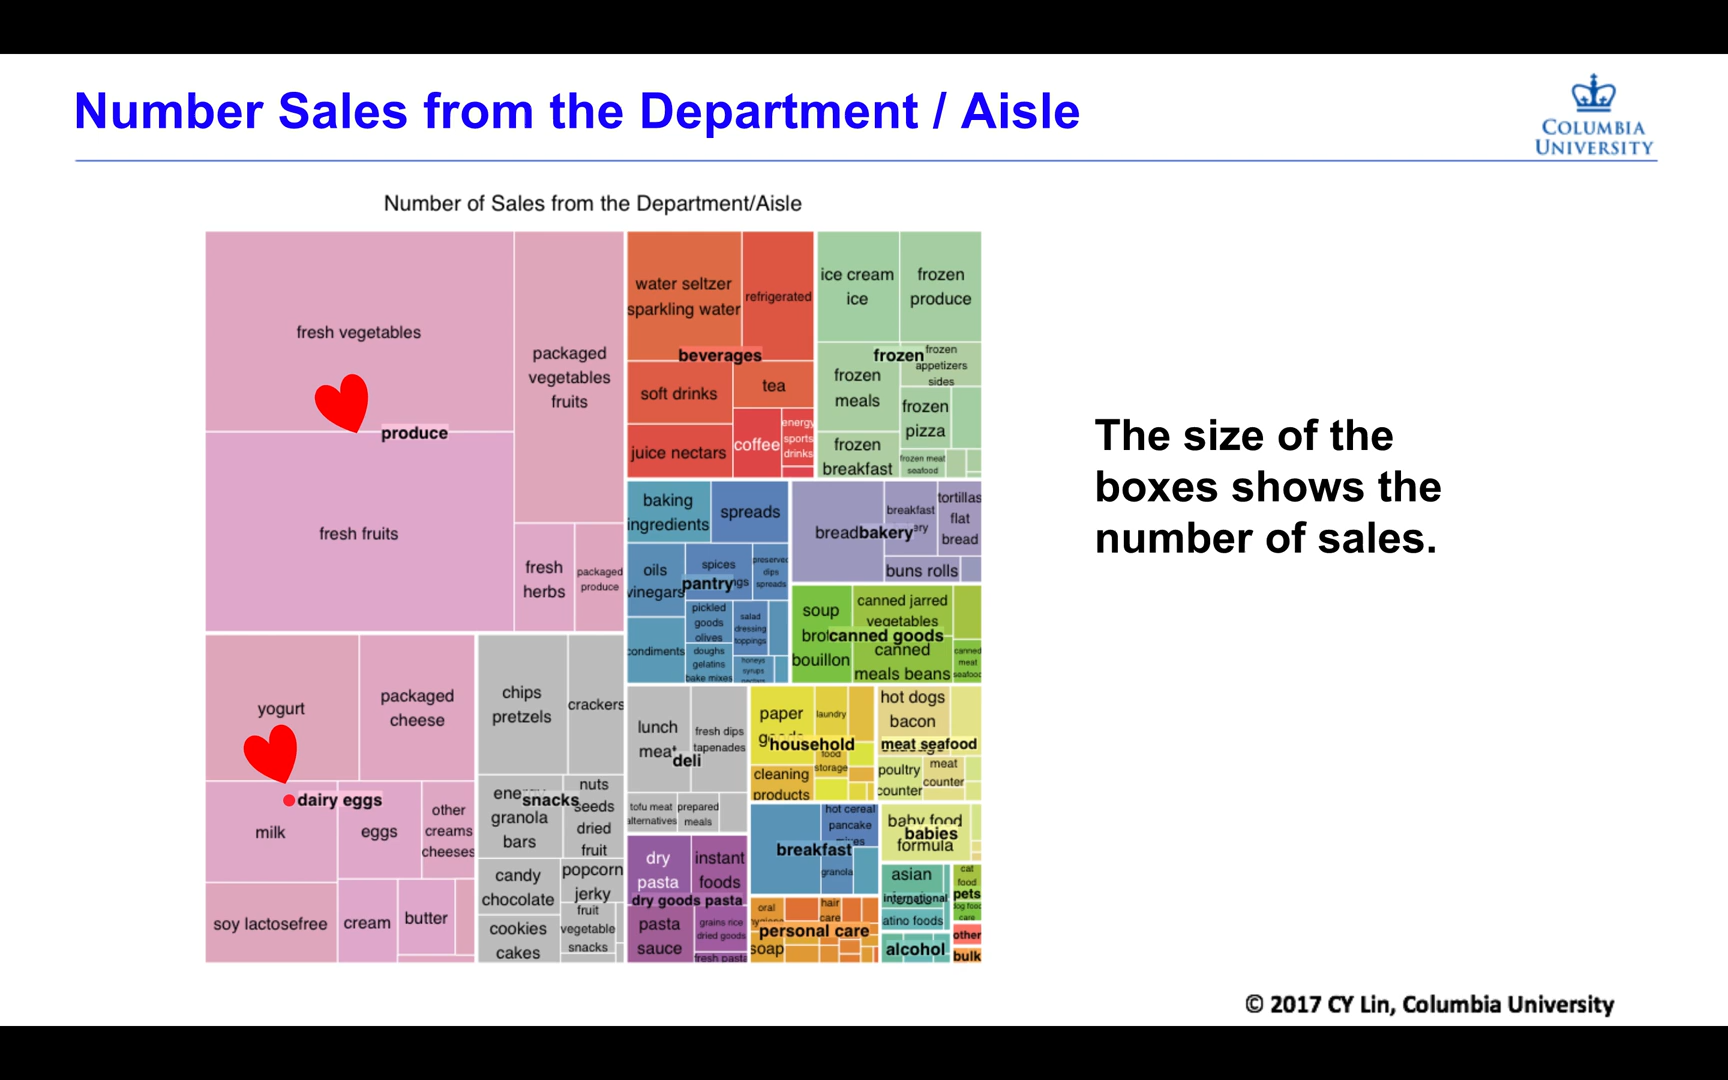 Number Sales from the Department / Aisle
COLUMBIA
UNIVERSITY
Number of Sales from the Department/Aisle
fresh vegetables
produce
fresh fruits
packaged
vegetables
fruits
fresh
herbs
packaged
produce
water seltzer
sparkling water
refrigerated
beverages
soft drinks
tea
juice nectars
coffee
energy
sports
drinks
ice cream
ice
frozen
produce
frozen
frozen
meals
frozen
appetizers
sides
frozen
pizza
frozen
breakfast
frozen meat
seafood
The size of the
boxes shows the
number of sales.
baking
ingredients
spreads
oils
vinegars
spices
pantry
preserved
dips
spreads
condiments
pickled
goods
olives
salad
dressing
toppings
doughs
gelatins
bake mixes
honeys
syrups
nectars
bread
bakery
breakfast
tortillas
flat
bread
buns rolls
soup
bouillon
canned jarred
vegetables
canned goods
canned
meals beans
canned
meat
seafood
yogurt
packaged
cheese
dairy eggs
milk
eggs
other
creams
cheeses
soy lactosefree
cream
butter
chips
pretzels
crackers
snacks
granola
bars
nuts
seeds
dried
fruit
candy
chocolate
popcorn
jerky
cookies
cakes
fruit
vegetable
snacks
lunch
meat
fresh dips
tapenades
deli
tofu meat
alternatives
prepared
meals
dry
pasta
instant
foods
dry goods pasta
pasta
sauce
grains rice
dried goods
fresh pasta
paper
laundry
household
food
storage
cleaning
products
hot dogs
bacon
meat seafood
poultry
counter
meat
counter
hot cereal
pancake
breakfast
granola
baby food
babies
formula
oral
hair
care
personal care
soap
asian
international
latino foods
alcohol
cat
food
pets
dog food
care
other
bulk
© 2017 CY Lin, Columbia University